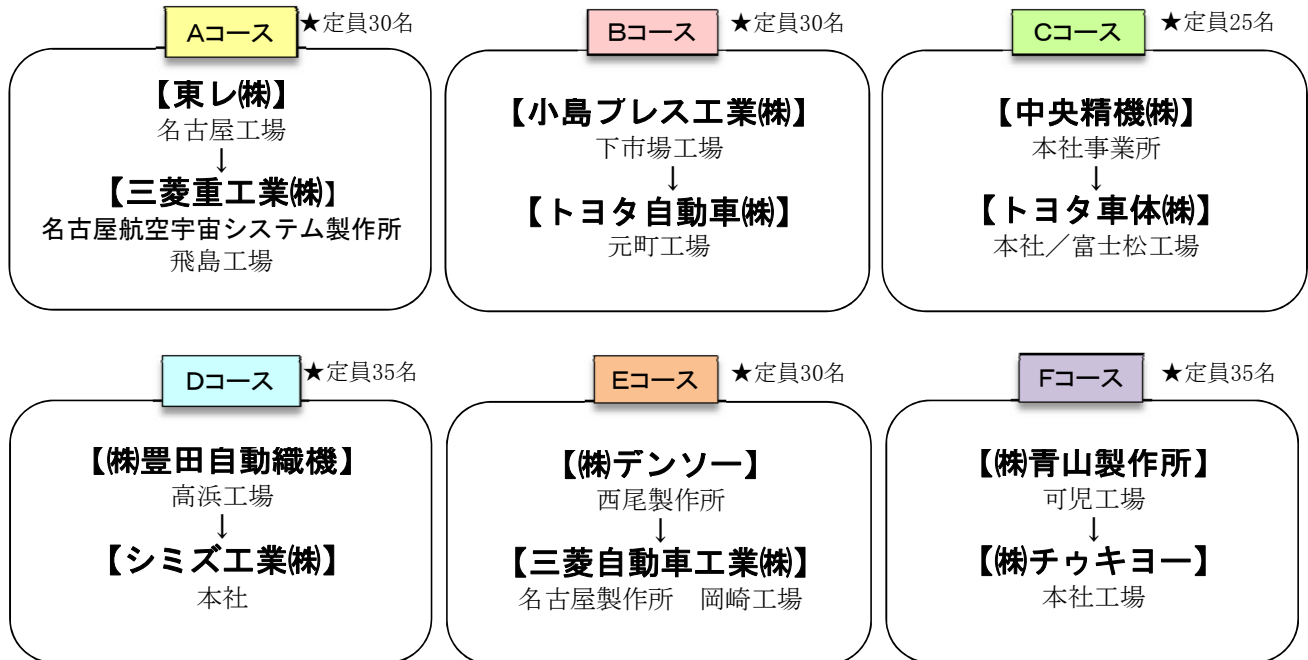 Aコース ★定員30名
【東レ㈱】
名古屋工場
↓
【三菱重工業㈱】
名古屋航空宇宙システム製作所
飛島工場
Bコース ★定員30名
【小島プレス工業㈱】
下市場工場
↓
【トヨタ自動車㈱】
元町工場
Cコース ★定員25名
【中央精機㈱】
本社事業所
↓
【トヨタ車体㈱】
本社／富士松工場
Dコース ★定員35名
【㈱豊田自動織機】
高浜工場
↓
【シミズ工業㈱】
本社
Eコース ★定員30名
【㈱デンソー】
西尾製作所
↓
【三菱自動車工業㈱】
名古屋製作所　岡崎工場
Fコース ★定員35名
【㈱青山製作所】
可児工場
↓
【㈱チゥキヨー】
本社工場